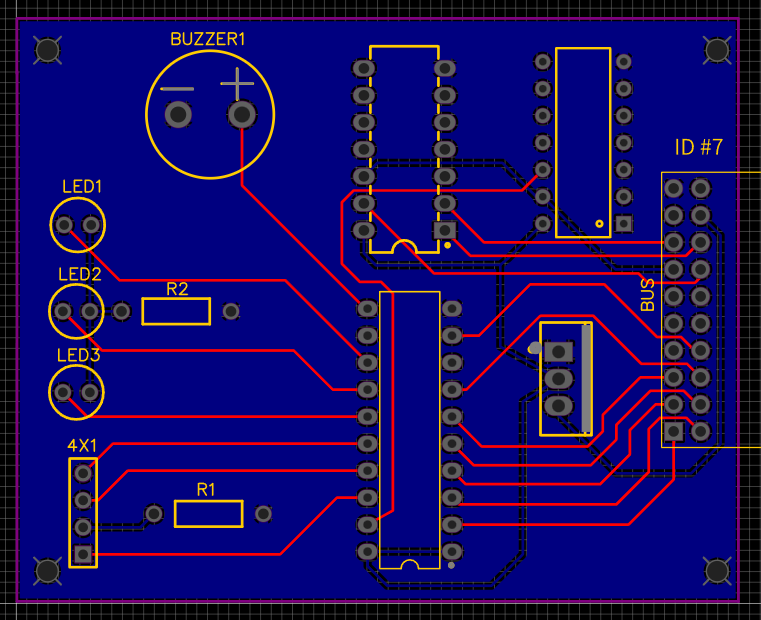 BUZZER1
ID #7
LED1
LED2
R2
BUS
LED3
4X1
R1